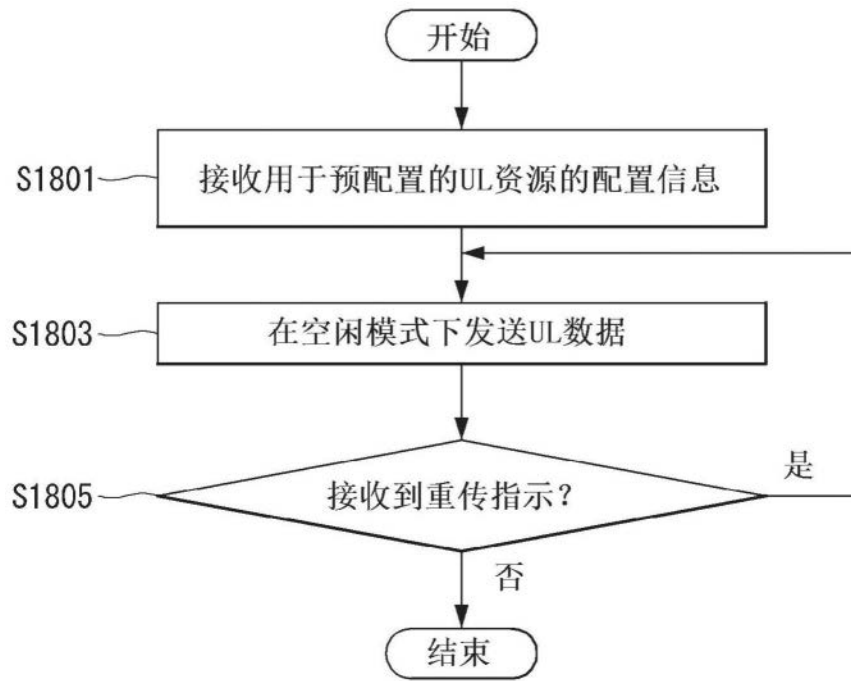 开始
S1801
接收用于预配置的UL资源的配置信息
S1803
在空闲模式下发送UL数据
S1805
接收到重传指示？
是
否
结束